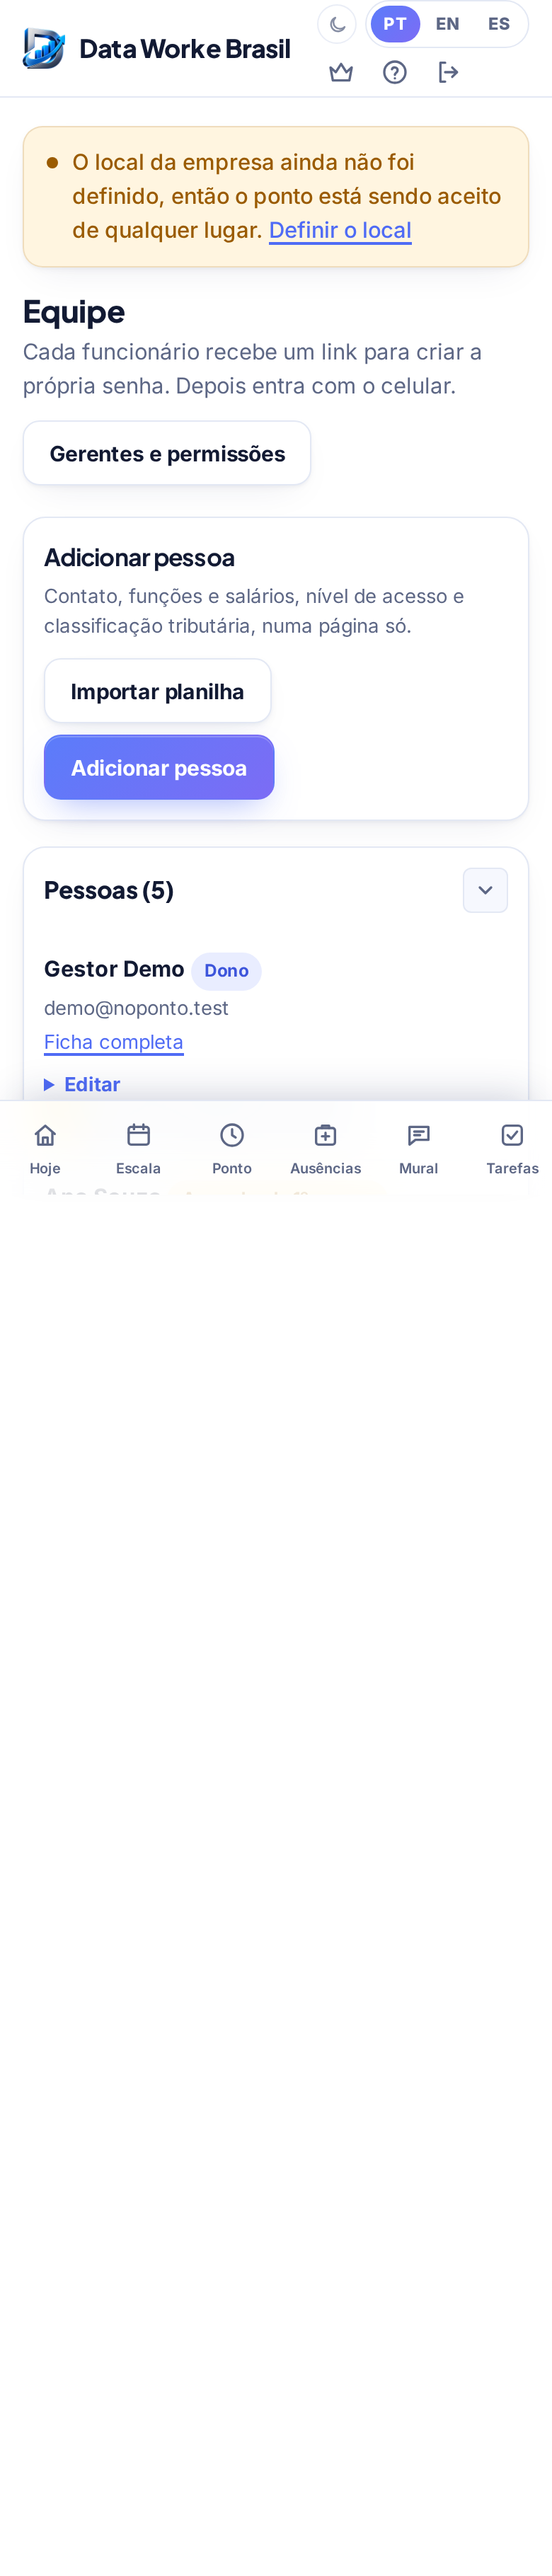 Data Worke Brasil
PT EN ES
O local da empresa ainda não foi
definido, então o ponto está sendo aceito
de qualquer lugar. Definir o local
Equipe
Cada funcionário recebe um link para criar a
própria senha. Depois entra com o celular.
Gerentes e permissões
Adicionar pessoa
Contato, funções e salários, nível de acesso e
classificação tributária, numa página só.
Importar planilha
Adicionar pessoa
Pessoas (5)
Gestor Demo Dono
demo@noponto.test
Ficha completa
Editar
Hoje Escala Ponto Ausências Mural Tarefas